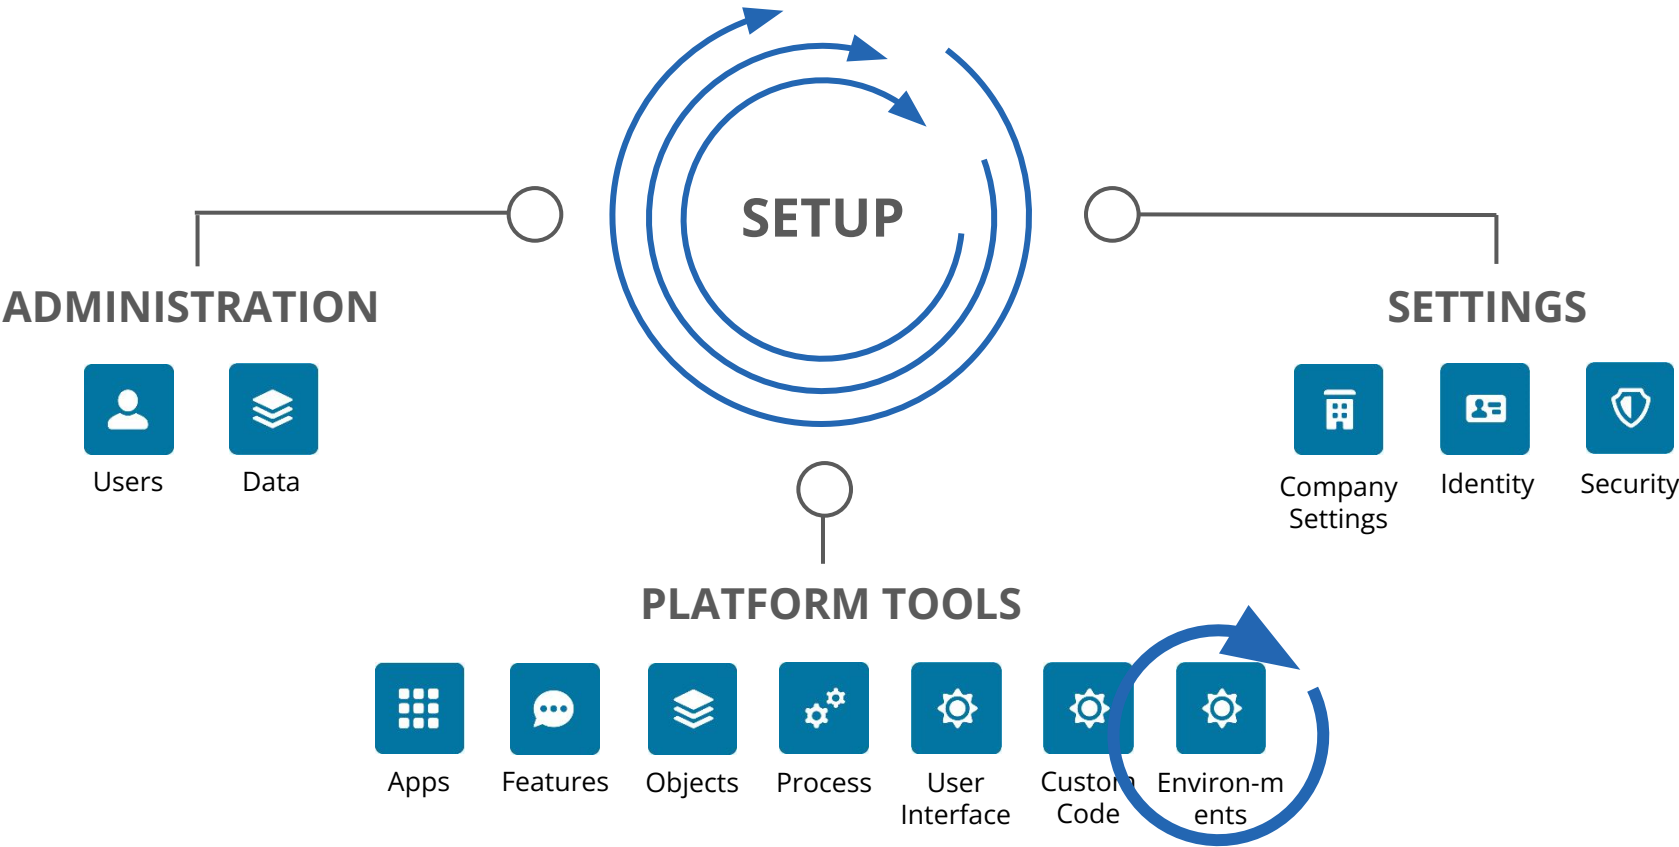 SETUP
ADMINISTRATION
Users
Data
SETTINGS
Company
Settings
Identity
Security
PLATFORM TOOLS
Apps
Features
Objects
Process
User
Interface
Custom
Code
Environ-m
ents